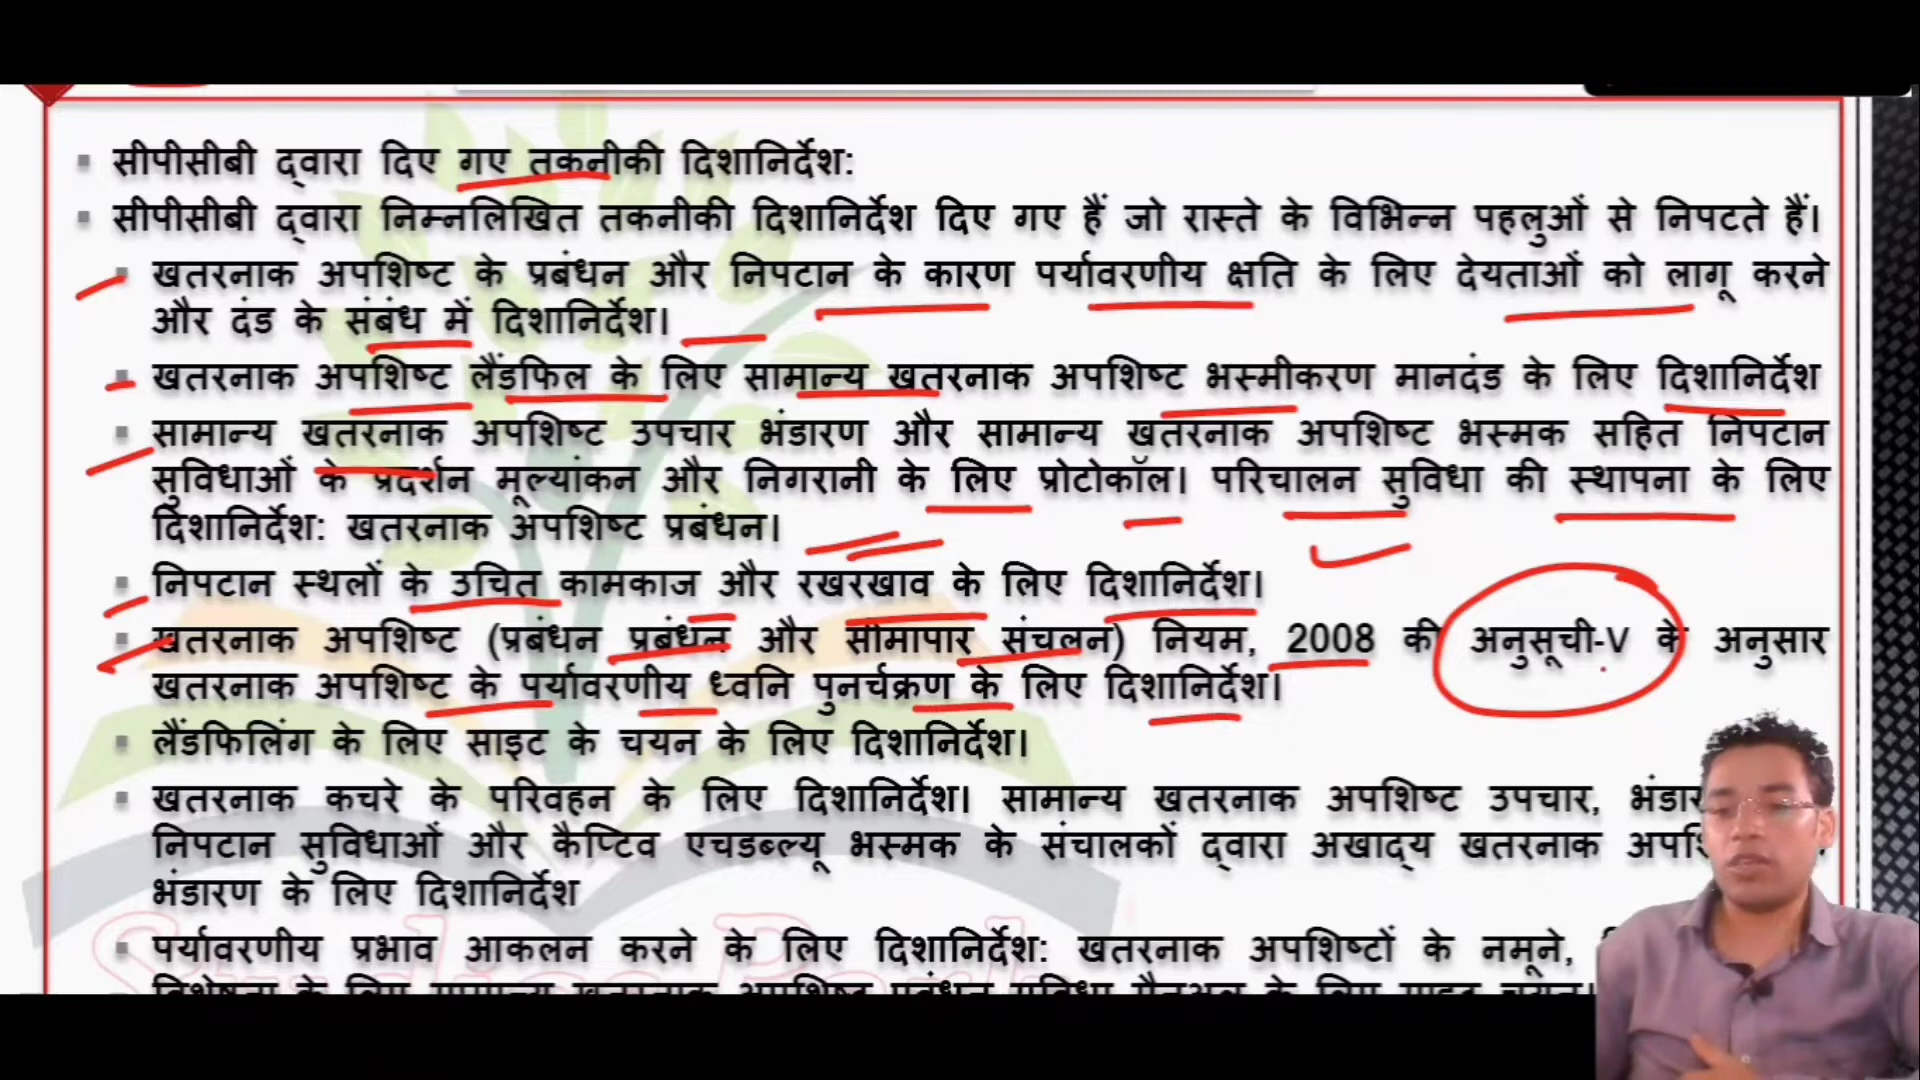 सीपीसीबी द्वारा दिए गए तकनीकी दिशानिर्देश:
सीपीसीबी द्वारा निम्नलिखित तकनीकी दिशानिर्देश दिए गए हैं जो रास्ते के विभिन्न पहलुओं से निपटते हैं।
खतरनाक अपशिष्ट के प्रबंधन और निपटान के कारण पर्यावरणीय क्षति के लिए देयताओं को लागू करने
और दंड के संबंध में दिशानिर्देश।
खतरनाक अपशिष्ट लैंडफिल के लिए सामान्य खतरनाक अपशिष्ट भस्मीकरण मानदंड के लिए दिशानिर्देश
सामान्य खतरनाक अपशिष्ट उपचार भंडारण और सामान्य खतरनाक अपशिष्ट भस्मक सहित निपटान
सुविधाओं के प्रदर्शन मूल्यांकन और निगरानी के लिए प्रोटोकॉल। परिचालन सुविधा की स्थापना के लिए
दिशानिर्देश: खतरनाक अपशिष्ट प्रबंधन।
निपटान स्थलों के उचित कामकाज और रखरखाव के लिए दिशानिर्देश।
खतरनाक अपशिष्ट (प्रबंधन प्रबंधन और सीमापार संचलन) नियम, 2008 की अनुसूची-V के अनुसार
खतरनाक अपशिष्ट के पर्यावरणीय ध्वनि पुनर्चक्रण के लिए दिशानिर्देश।
लैंडफिलिंग के लिए साइट के चयन के लिए दिशानिर्देश।
खतरनाक कचरे के परिवहन के लिए दिशानिर्देश। सामान्य खतरनाक अपशिष्ट उपचार,
निपटान सुविधाओं और कैप्टिव एचडब्ल्यू भस्मक के संचालकों द्वारा अखाद्य खतरनाक
भंडारण के लिए दिशानिर्देश
पर्यावरणीय प्रभाव आकलन करने के लिए दिशानिर्देश: खतरनाक अपशिष्टों के नमूने,